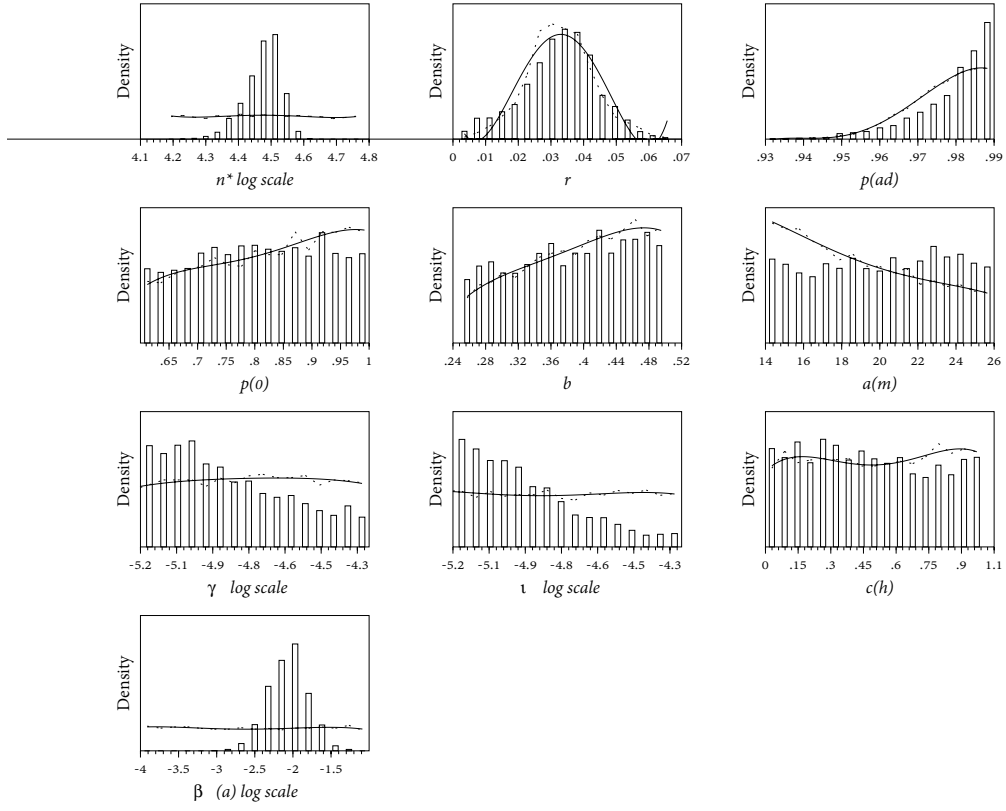 Density
4.1 4.2 4.3 4.4 4.5 4.6 4.7 4.8
n* log scale
Density
0 .01 .02 .03 .04 .05 .06 .07
r
Density
.93 .94 .95 .96 .97 .98 .99
p(ad)
Density
.65 .7 .75 .8 .85 .9 .95 1
p(0)
Density
.24 .28 .32 .36 .4 .44 .48 .52
b
Density
14 16 18 20 22 24 26
a(m)
Density
-5.2 -5.1 -4.9 -4.8 -4.6 -4.5 -4.3
γ log scale
Density
-5.2 -5.1 -4.9 -4.8 -4.6 -4.5 -4.3
ι log scale
Density
0 .15 .3 .45 .6 .75 .9 1.1
c(h)
Density
-4 -3.5 -3 -2.5 -2 -1.5
β (a) log scale